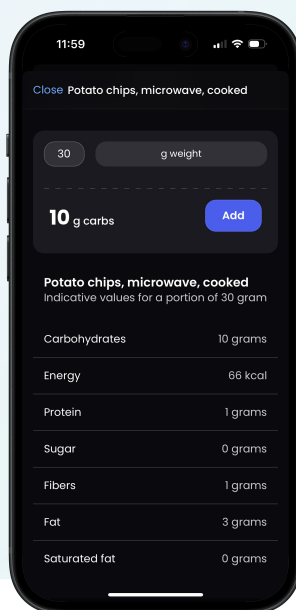 11:59
Close Potato chips, microwave, cooked
30 g weight
10 g carbs Add
Potato chips, microwave, cooked
Indicative values for a portion of 30 gram
Carbohydrates 10 grams
Energy 66 kcal
Protein 1 grams
Sugar 0 grams
Fibers 1 grams
Fat 3 grams
Saturated fat 0 grams